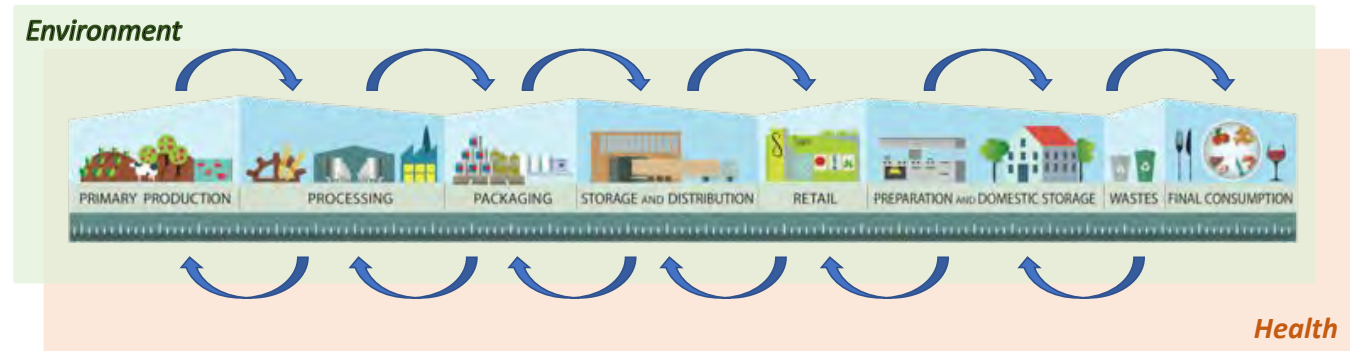 Environment
PRIMARY PRODUCTION
PROCESSING
PACKAGING
STORAGE AND DISTRIBUTION
RETAIL
PREPARATION AND DOMESTIC STORAGE
WASTES
FINAL CONSUMPTION
Health